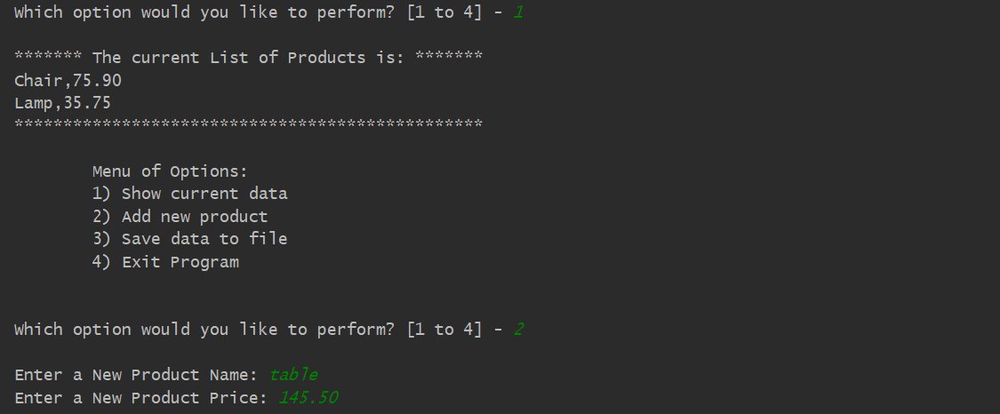 Which option would you like to perform? [1 to 4] - 1
******* The current List of Products is: *******
Chair,75.90
Lamp,35.75
************************************************
Menu of Options:
1) Show current data
2) Add new product
3) Save data to file
4) Exit Program
Which option would you like to perform? [1 to 4] - 2
Enter a New Product Name: table
Enter a New Product Price: 145.50